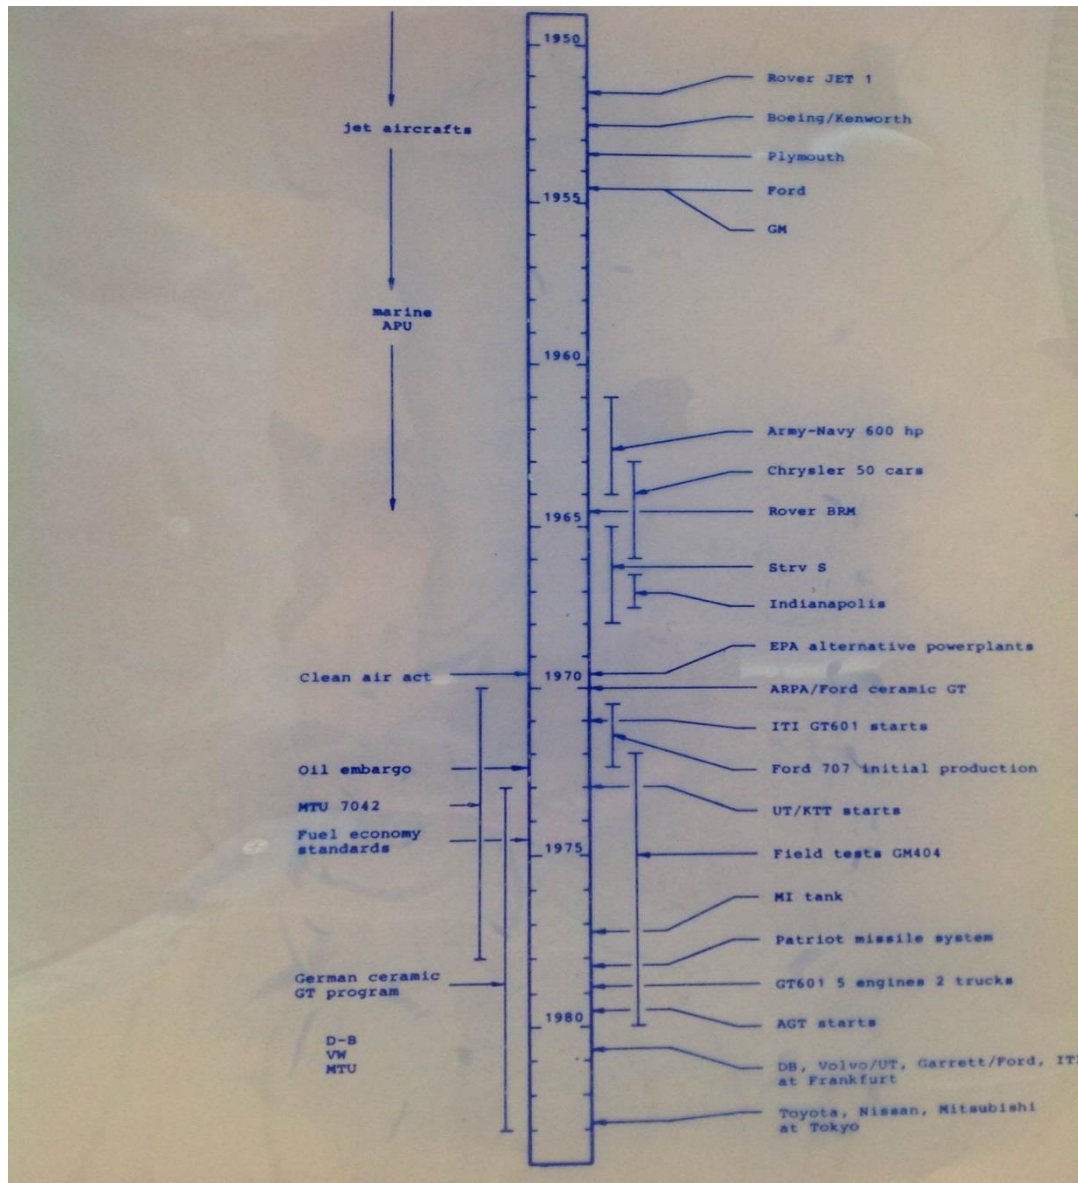 1950
Rover JET 1
Boeing/Kenworth
jet aircrafts
Plymouth
Ford
1955
GM
marine
APU
1960
Army-Navy 600 hp
Chrysler 50 cars
Rover BRM
1965
Strv S
Indianapolis
EPA alternative powerplants
Clean air act
1970
ARPA/Ford ceramic GT
ITI GT601 starts
Oil embargo
Ford 707 initial production
MTU 7042
UT/KTT starts
Fuel economy
standards
1975
Field tests GM404
MI tank
Patriot missile system
German ceramic
GT program
GT601 5 engines 2 trucks
1980
AGT starts
D-B
VW
MTU
DB, Volvo/UT, Garrett/Ford, ITI
at Frankfurt
Toyota, Nissan, Mitsubishi
at Tokyo